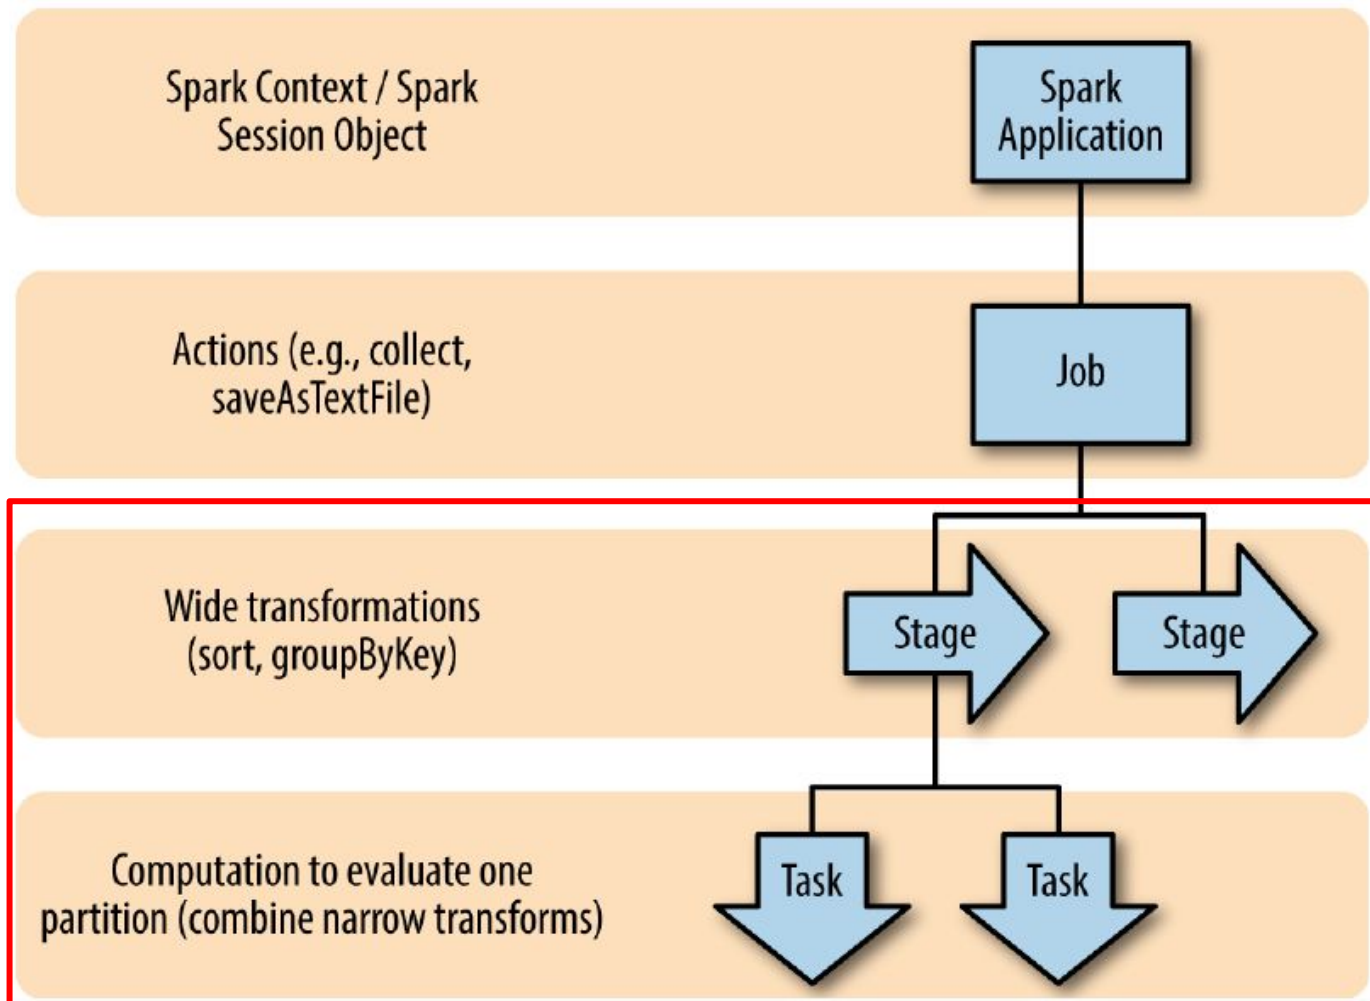 Spark Context / Spark
Session Object
Spark
Application
Actions (e.g., collect,
saveAsTextFile)
Job
Wide transformations
(sort, groupByKey)
Stage
Stage
Computation to evaluate one
partition (combine narrow transforms)
Task
Task